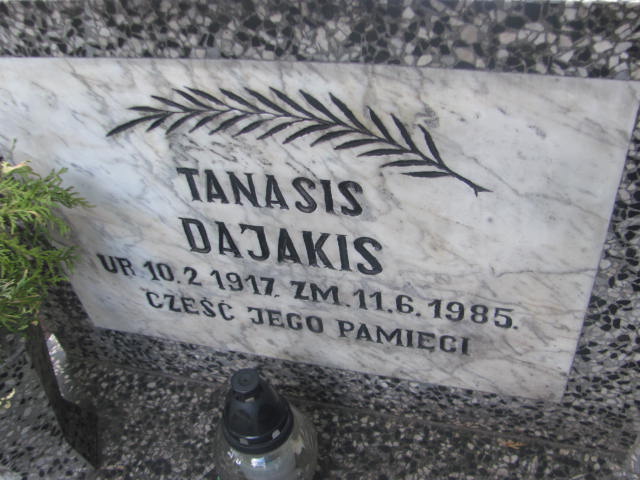 TANASIS
DAJAKIS
UR. 10.2 1917. ZM. 11.6.1985.
CZEŚĆ JEGO PAMIĘCI